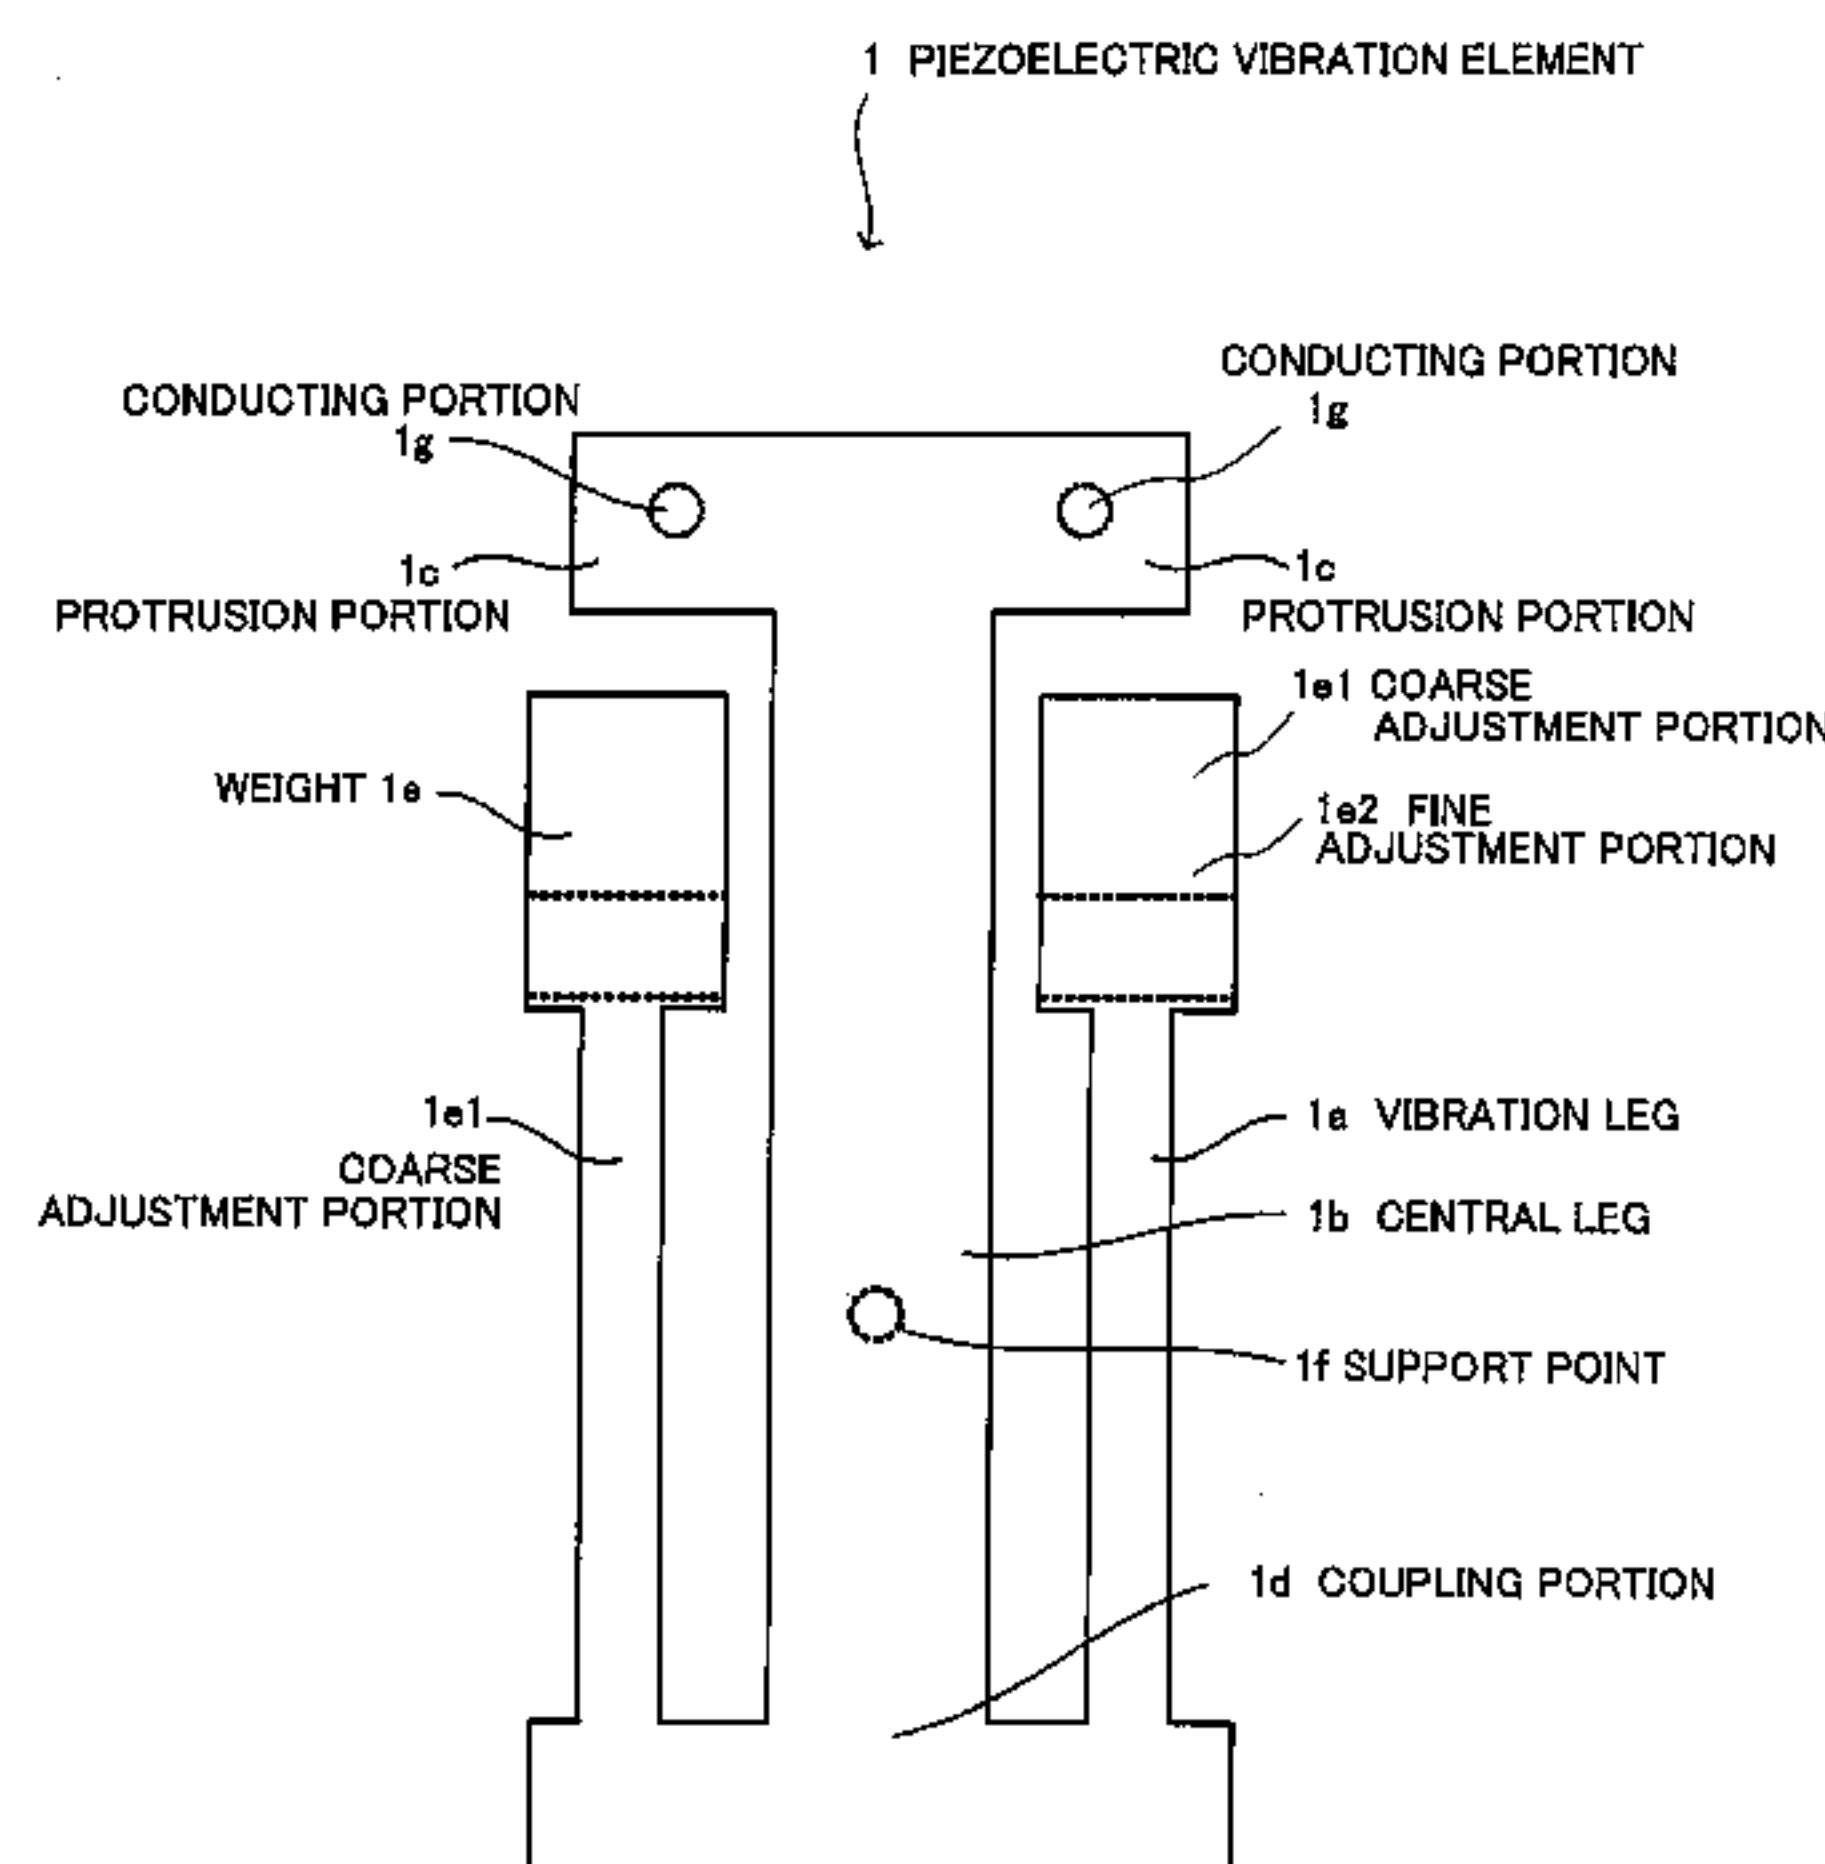 1 PIEZOELECTRIC VIBRATION ELEMENT
CONDUCTING PORTION
1g
CONDUCTING PORTION
1g
1c
PROTRUSION PORTION
1c
PROTRUSION PORTION
1e1 COARSE
ADJUSTMENT PORTION
WEIGHT 1e
1e2 FINE
ADJUSTMENT PORTION
1e1
COARSE
ADJUSTMENT PORTION
1a VIBRATION LEG
1b CENTRAL LEG
1f SUPPORT POINT
1d COUPLING PORTION